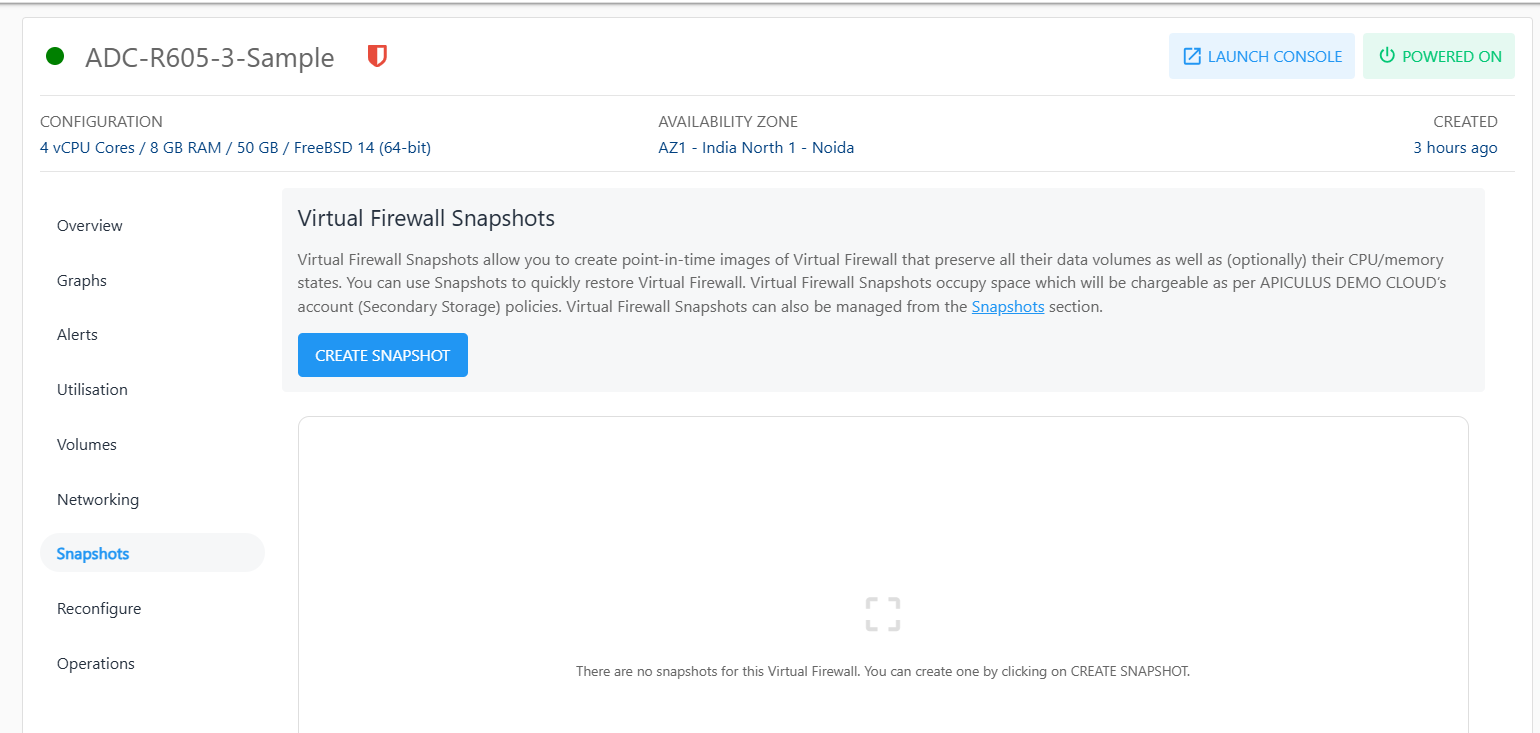 ADC-R605-3-Sample
LAUNCH CONSOLE
POWERED ON
CONFIGURATION
AVAILABILITY ZONE
CREATED
4 vCPU Cores / 8 GB RAM / 50 GB / FreeBSD 14 (64-bit)
AZ1 - India North 1 - Noida
3 hours ago
Overview
Graphs
Alerts
Utilisation
Volumes
Networking
Snapshots
Reconfigure
Operations
Virtual Firewall Snapshots
Virtual Firewall Snapshots allow you to create point-in-time images of Virtual Firewall that preserve all their data volumes as well as (optionally) their CPU/memory
states. You can use Snapshots to quickly restore Virtual Firewall. Virtual Firewall Snapshots occupy space which will be chargeable as per APICULUS DEMO CLOUD's
account (Secondary Storage) policies. Virtual Firewall Snapshots can also be managed from the Snapshots section.
CREATE SNAPSHOT
There are no snapshots for this Virtual Firewall. You can create one by clicking on CREATE SNAPSHOT.